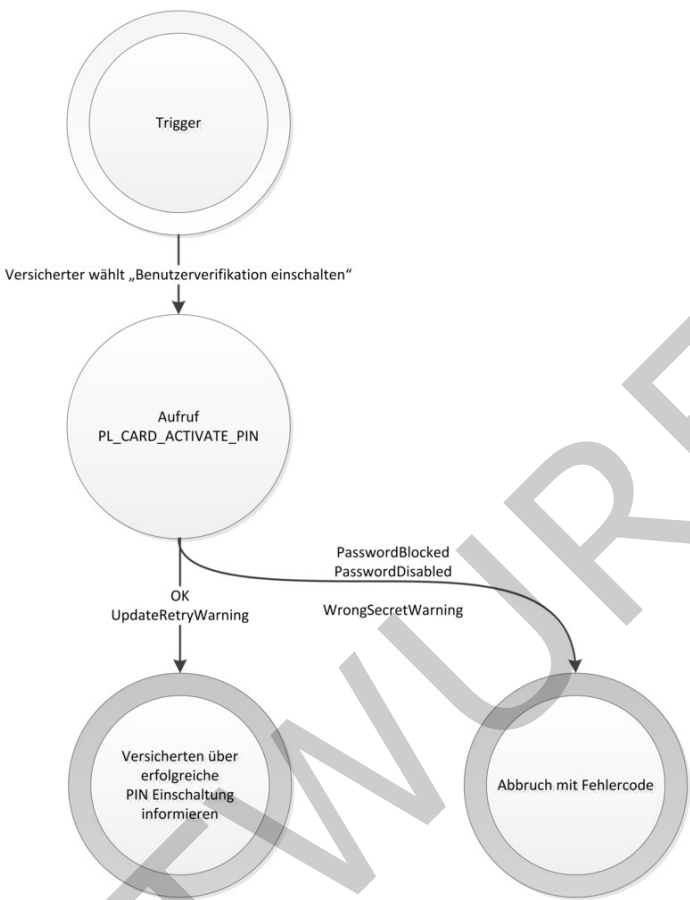 Trigger
Versicherter wählt „Benutzerverifikation einschalten“
Aufruf
PL_CARD_ACTIVATE_PIN
PasswordBlocked
PasswordDisabled
WrongSecretWarning
OK
UpdateRetryWarning
Versicherten über
erfolgreiche
PIN Einschaltung
informieren
Abbruch mit Fehlercode